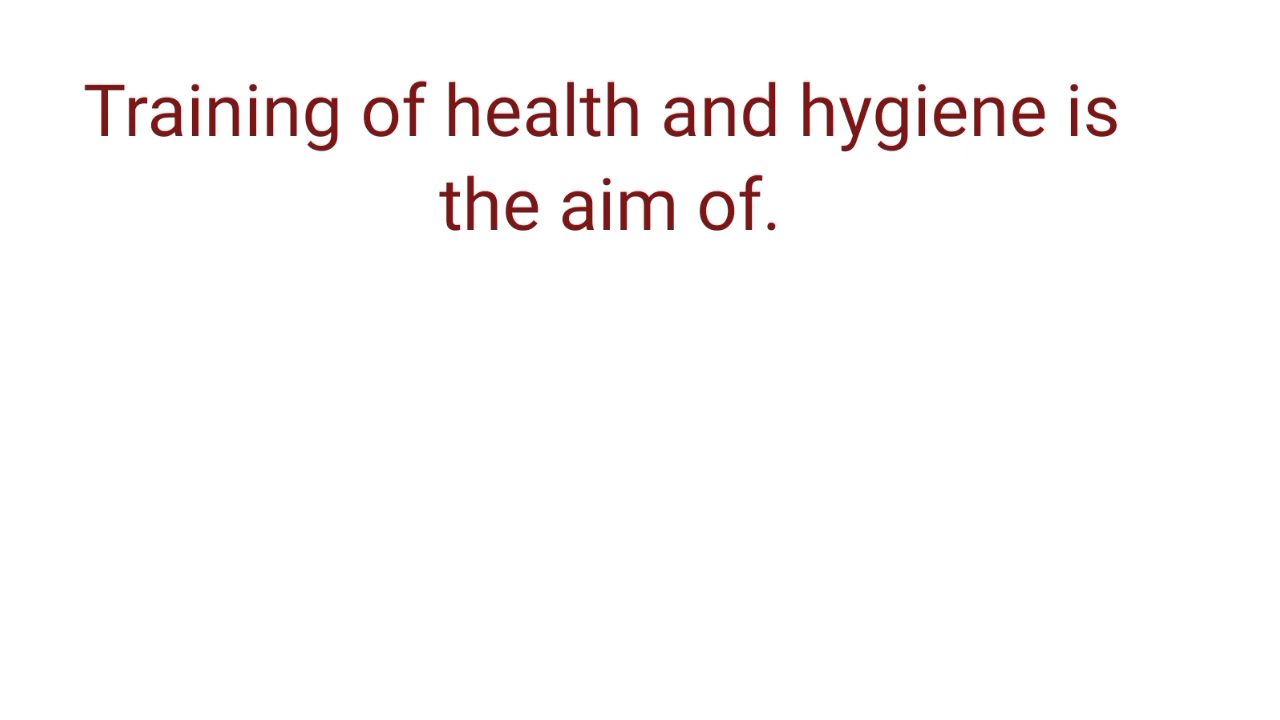 Training of health and hygiene is
the aim of.